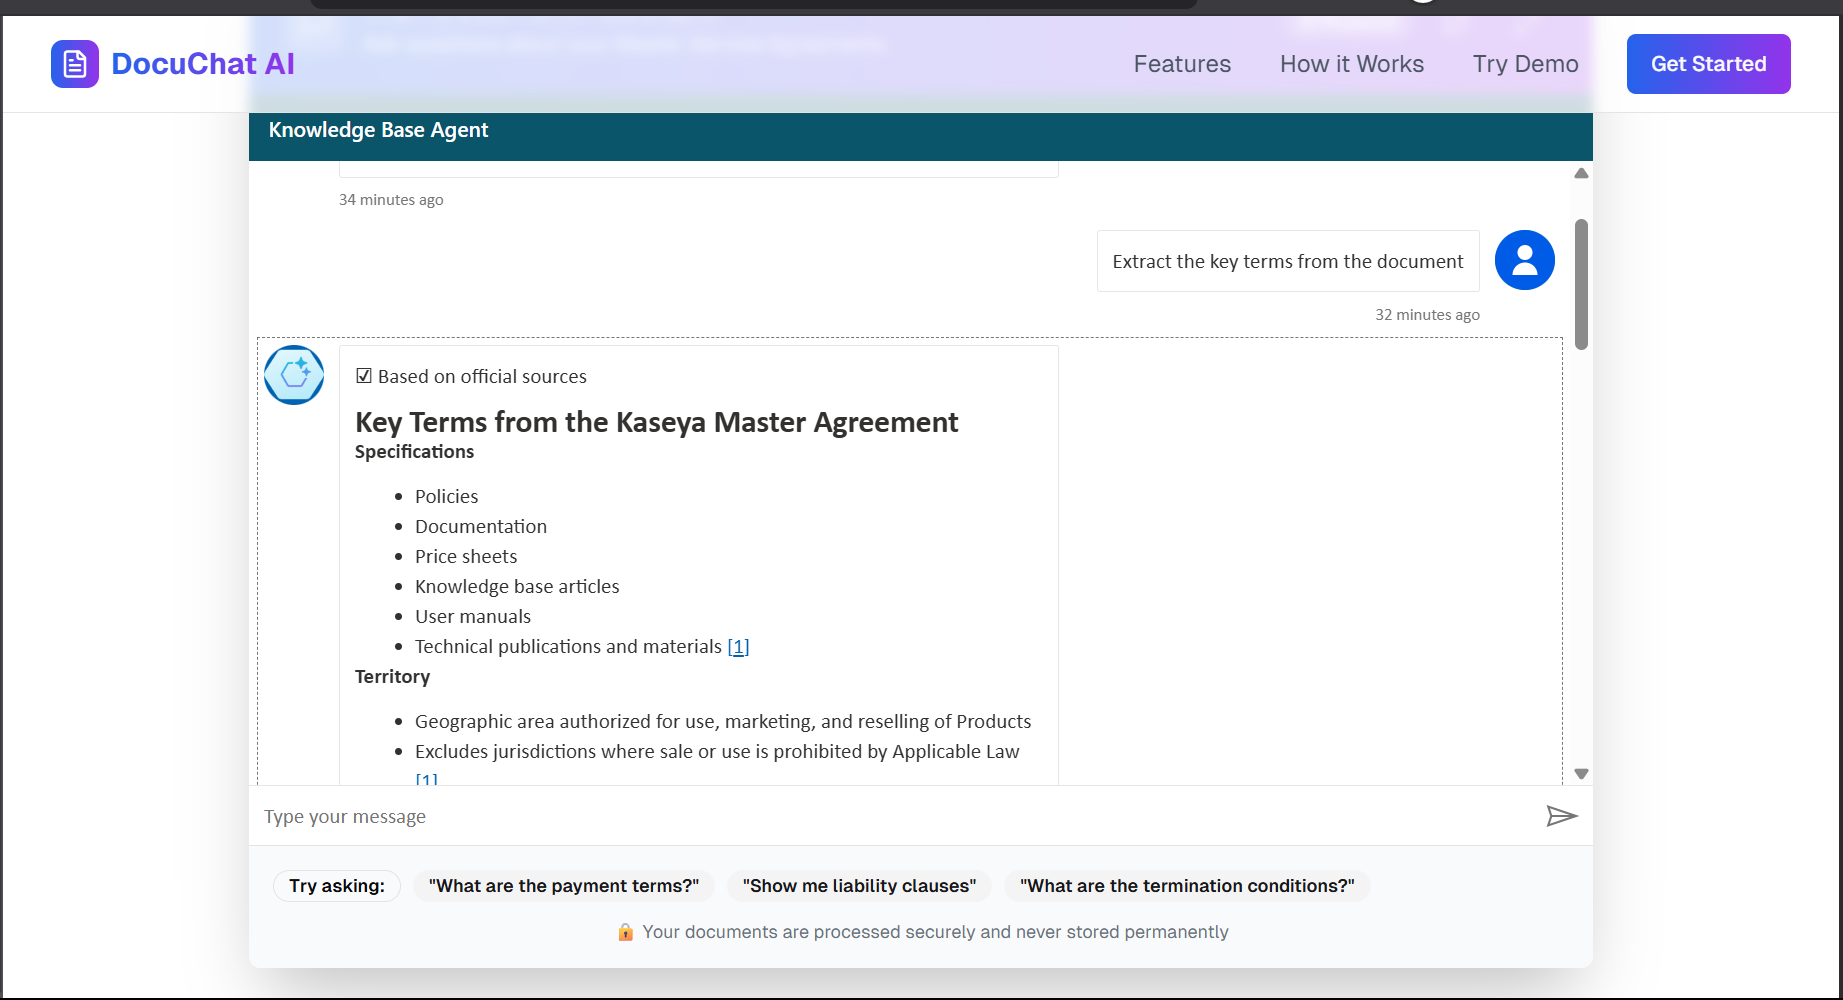 DocuChat AI
Features
How it Works
Try Demo
Get Started
Knowledge Base Agent
34 minutes ago
Extract the key terms from the document
32 minutes ago
☑ Based on official sources
Key Terms from the Kaseya Master Agreement
Specifications
• Policies
• Documentation
• Price sheets
• Knowledge base articles
• User manuals
• Technical publications and materials [1]
Territory
• Geographic area authorized for use, marketing, and reselling of Products
• Excludes jurisdictions where sale or use is prohibited by Applicable Law
[1]
Type your message
Try asking:
"What are the payment terms?"
"Show me liability clauses"
"What are the termination conditions?"
🔒 Your documents are processed securely and never stored permanently